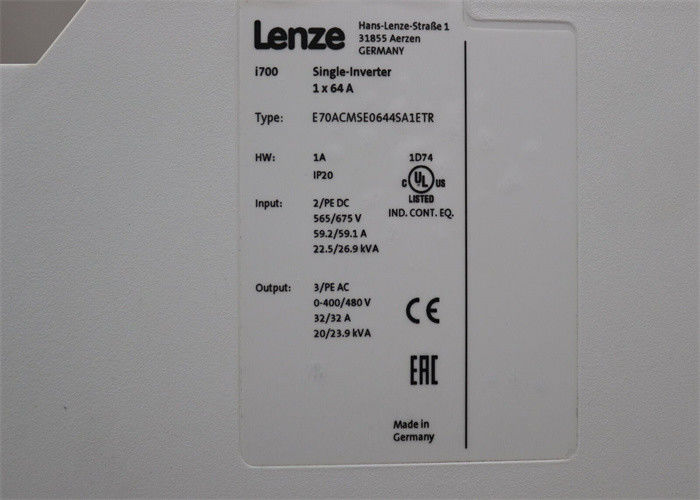 Lenze
Hans-Lenze-Straße 1
31855 Aerzen
GERMANY
i700 Single-Inverter
1 x 64 A
Type: E70ACMSE0644SA1ETR
HW: 1A
IP20
1D74
C UL US
LISTED
IND. CONT. EQ.
Input: 2/PE DC
565/675 V
59.2/59.1 A
22.5/26.9 kVA
Output: 3/PE AC
0-400/480 V
32/32 A
20/23.9 kVA
CE
EAC
Made in
Germany